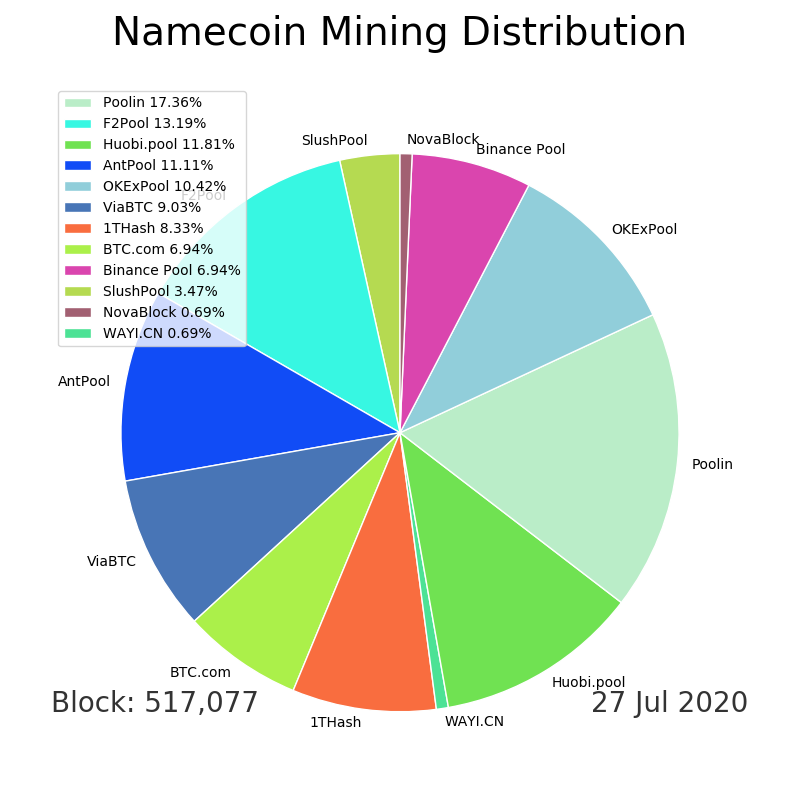 Namecoin Mining Distribution
Poolin 17.36%
F2Pool 13.19%
Huobi.pool 11.81%
AntPool 11.11%
OKExPool 10.42%
ViaBTC 9.03%
1THash 8.33%
BTC.com 6.94%
Binance Pool 6.94%
SlushPool 3.47%
NovaBlock 0.69%
WAYI.CN 0.69%
SlushPool
NovaBlock
Binance Pool
F2Pool
OKExPool
AntPool
Poolin
ViaBTC
BTC.com
Huobi.pool
1THash
WAYI.CN
Block: 517,077
27 Jul 2020